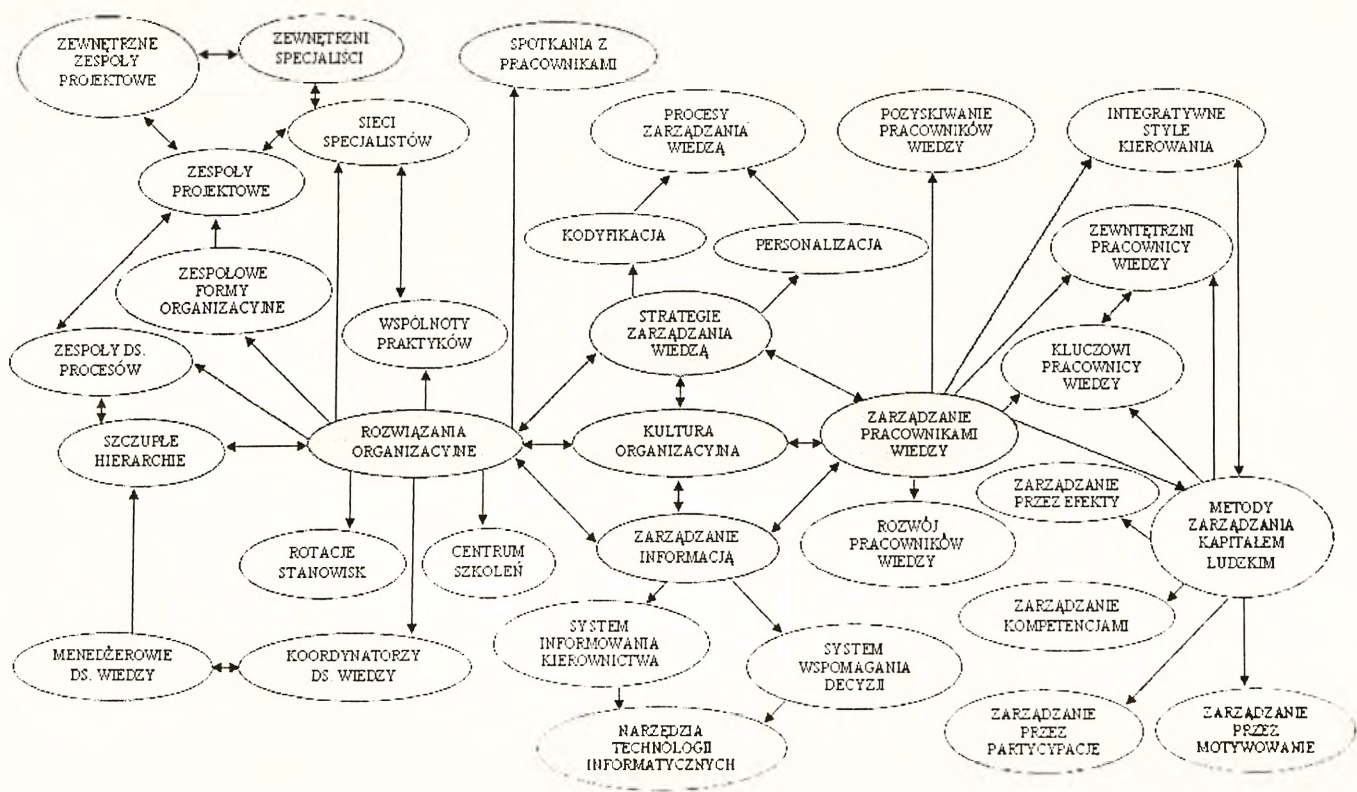 ZEWNĘTRZNE
ZESPOŁY
PROJEKTOWE
ZEWNĘTRZNI
SPECJALIŚCI
SPOTKANIA Z
PRACOWNIKAMI
SIECI
SPECJALISTÓW
PROCESY
ZARZĄDZANIA
WIEDZĄ
POZYSKIWANIE
PRACOWNIKÓW
WIEDZY
INTEGRATYWNE
STYLE
KIEROWANIA
ZESPOŁY
PROJEKTOWE
KODYFIKACJA
PERSONALIZACJA
ZEWNTĘTRZNI
PRACOWNICY
WIEDZY
ZESPOŁOWE
FORMY
ORGANIZACYJNE
WSPÓLNOTY
PRAKTYKÓW
STRATEGIE
ZARZĄDZANIA
WIEDZĄ
ZESPOŁY DS.
PROCESÓW
KLUCZOWI
PRACOWNICY
WIEDZY
SZCZUPŁE
HIERARCHIE
ROZWIĄZANIA
ORGANIZACYJNE
KULTURA
ORGANIZACYJNA
ZARZĄDZANIE
PRACOWNIKAMI
WIEDZY
ZARZĄDZANIE
PRZEZ EFEKTY
METODY
ZARZĄDZANIA
KAPITAŁEM
LUDZKIM
ROTACJE
STANOWISK
CENTRUM
SZKOLEŃ
ZARZĄDZANIE
INFORMACJĄ
ROZWÓJ
PRACOWNIKÓW
WIEDZY
ZARZĄDZANIE
KOMPETENCJAMI
MENEDŻEROWIE
DS. WIEDZY
KOORDYNATORZY
DS. WIEDZY
SYSTEM
INFORMOWANIA
KIEROWNICTWA
SYSTEM
WSPOMAGANIA
DECYZJI
NARZĘDZIA
TECHNOLOGII
INFORMATYCZNYCH
ZARZĄDZANIE
PRZEZ
PARTYCYPACJE
ZARZĄDZANIE
PRZEZ
MOTYWOWANIE